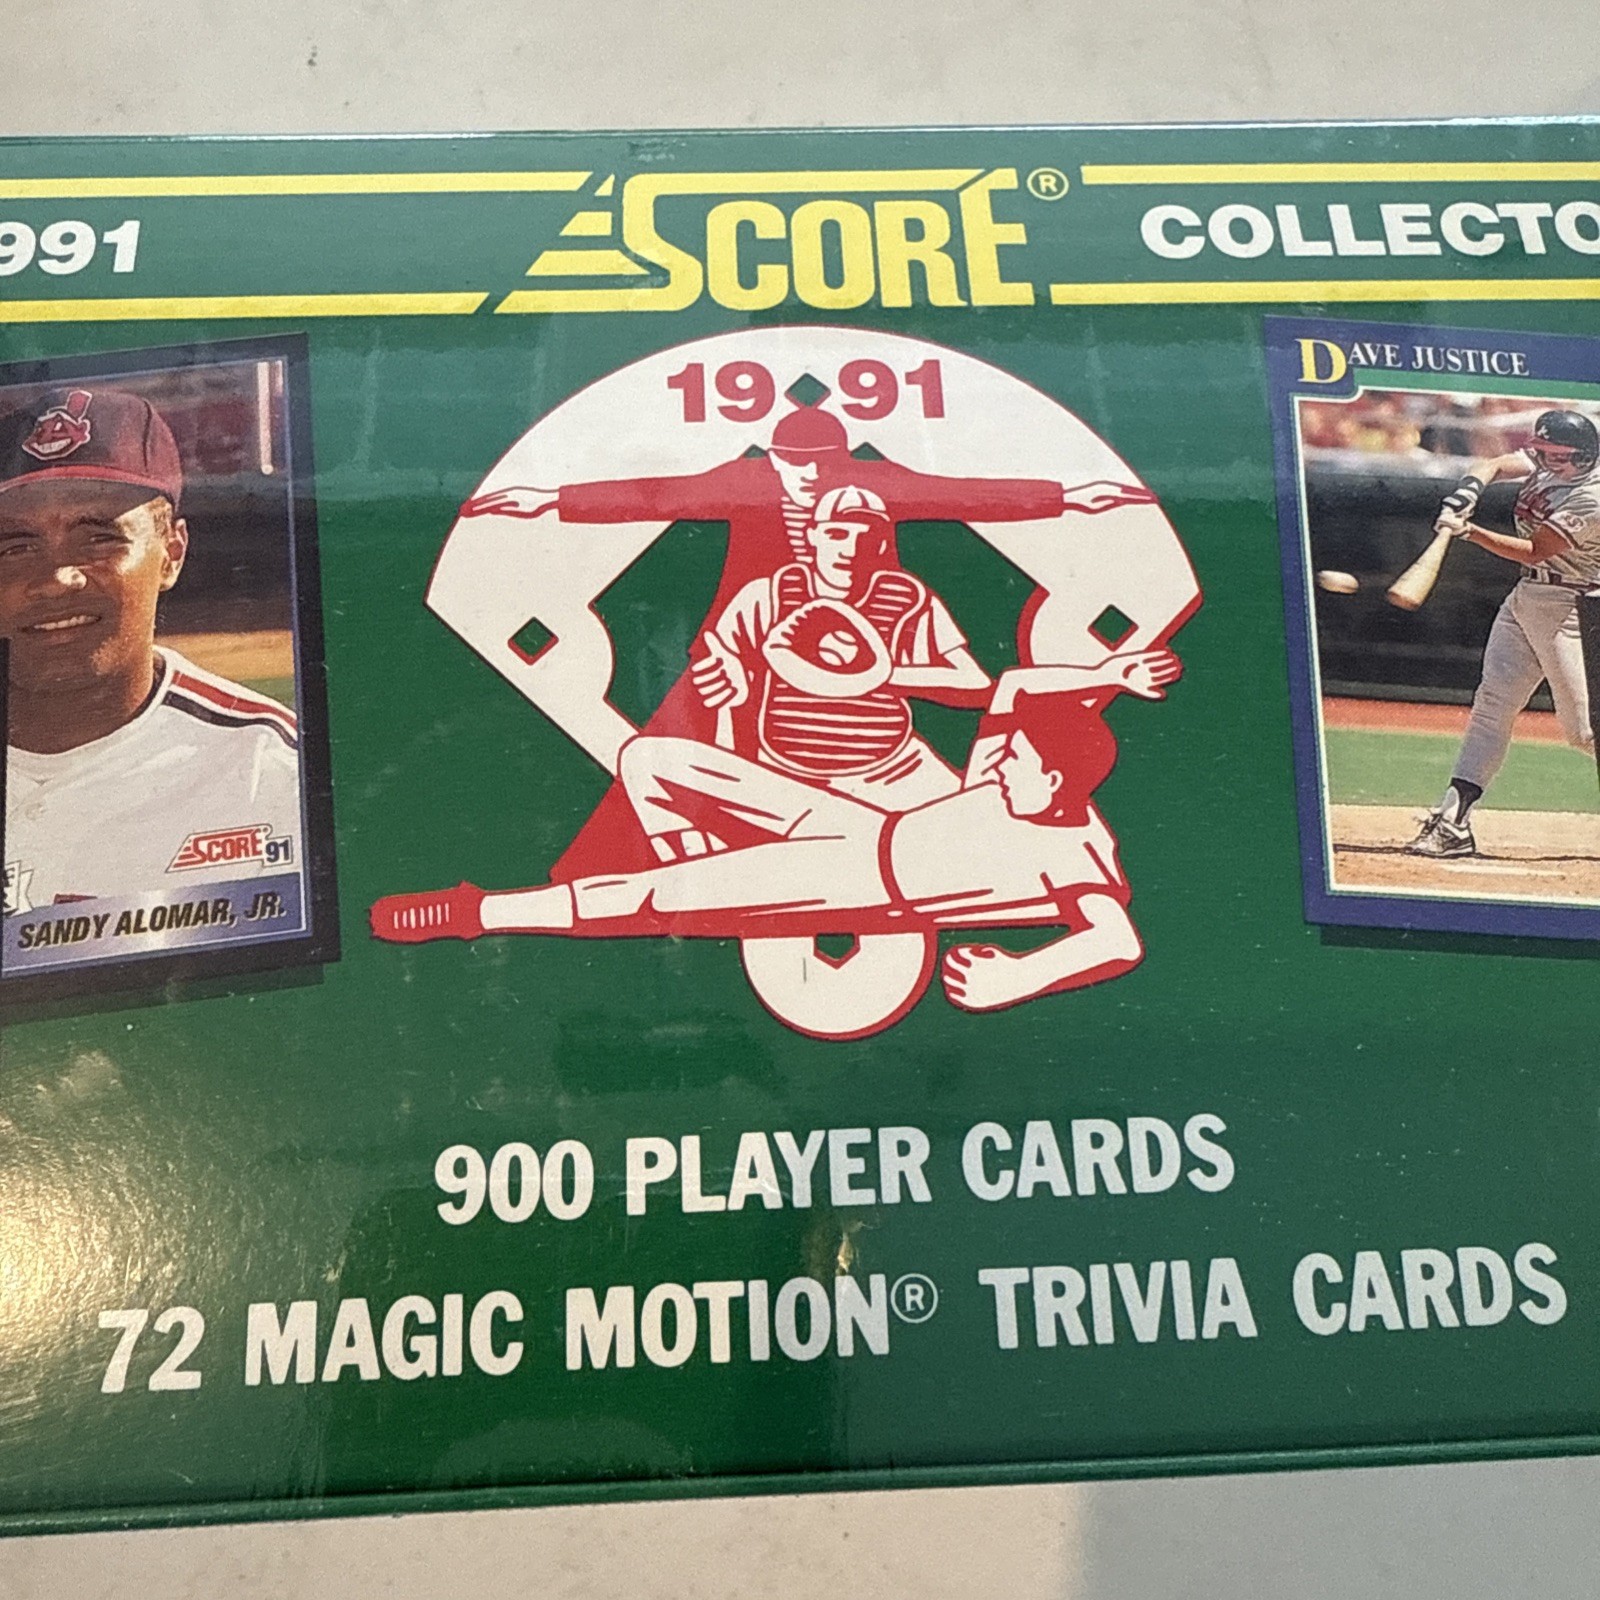 991 SCORE® COLLECTO
19 91
DAVE JUSTICE
SCORE® 91
SANDY ALOMAR, JR.
900 PLAYER CARDS
72 MAGIC MOTION® TRIVIA CARDS